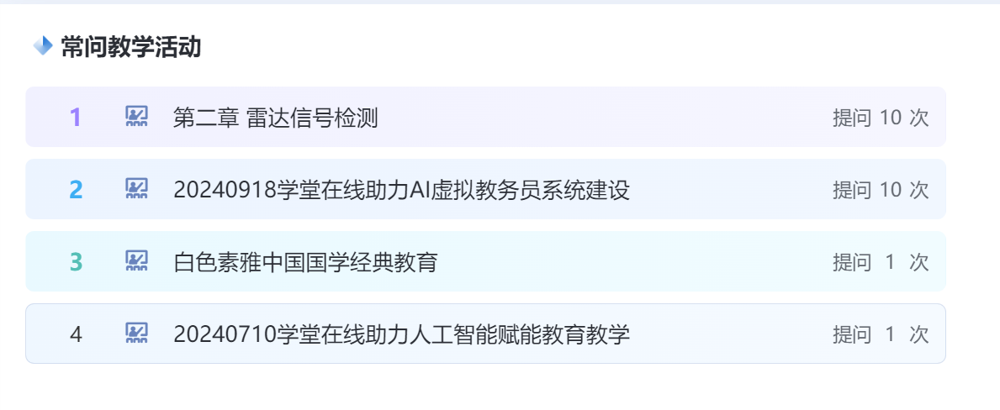 常问教学活动
1 第二章 雷达信号检测 提问 10 次
2 20240918学堂在线助力AI虚拟教务员系统建设 提问 10 次
3 白色素雅中国国学经典教育 提问 1 次
4 20240710学堂在线助力人工智能赋能教育教学 提问 1 次